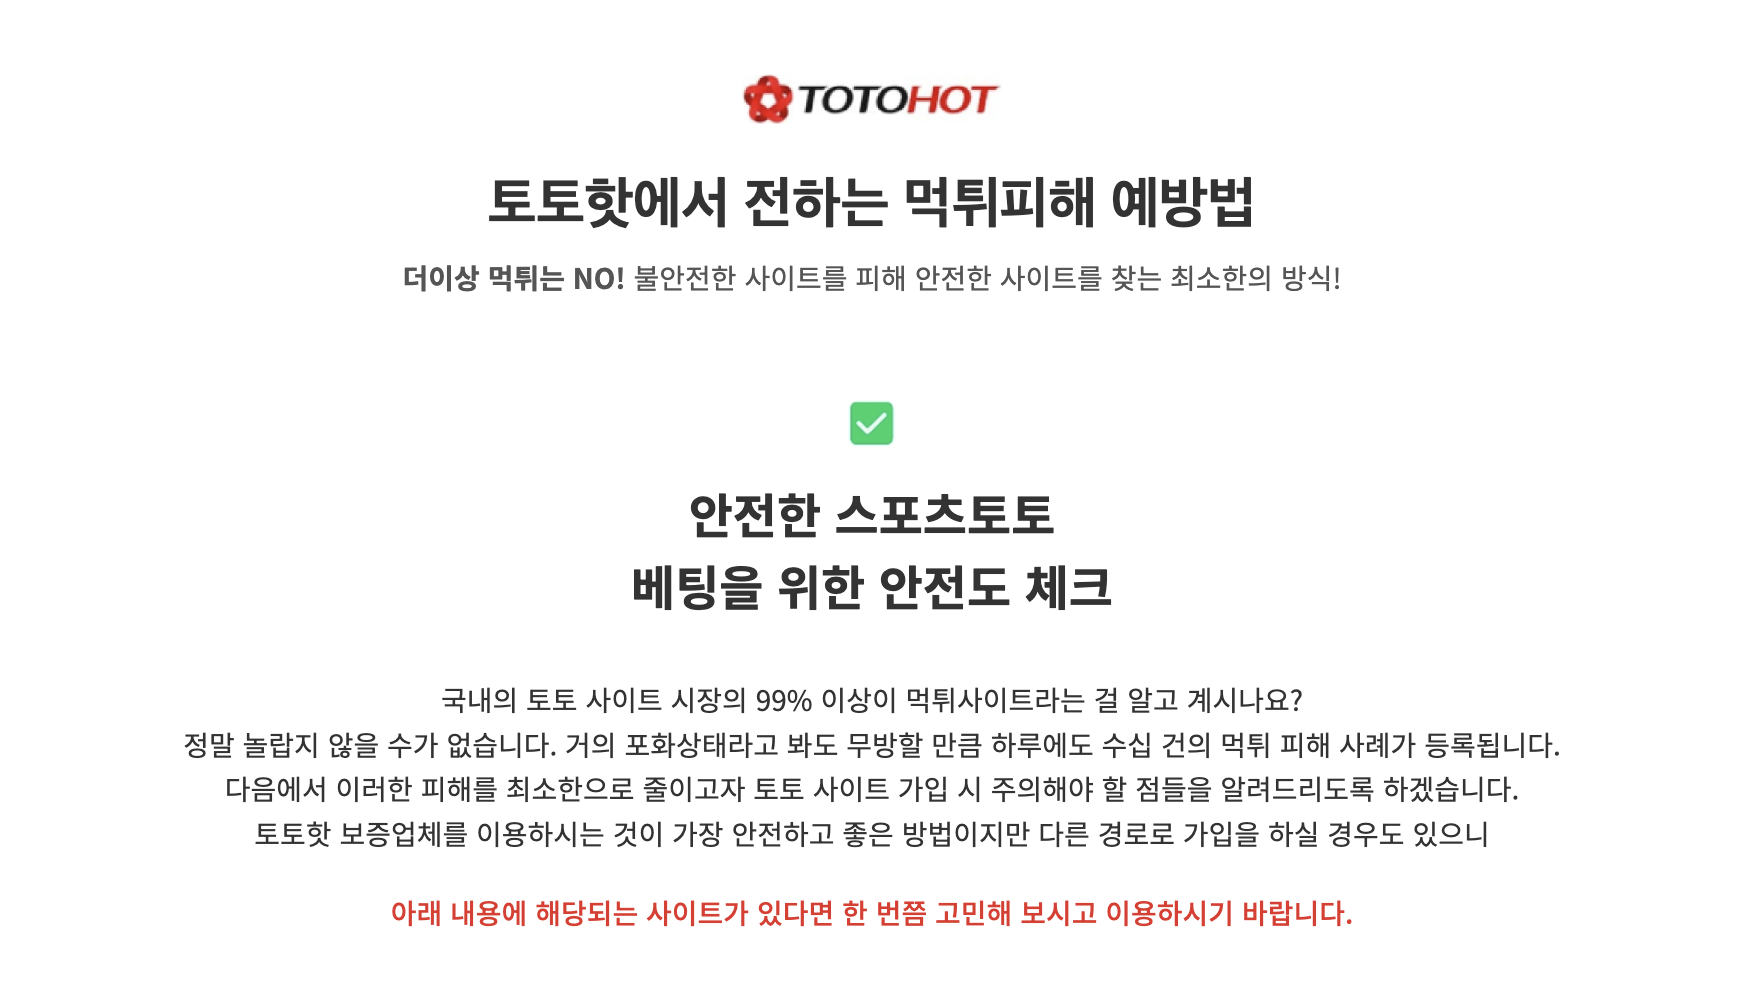 TOTOHOT
토토핫에서 전하는 먹튀피해 예방법
더이상 먹튀는 NO! 불안전한 사이트를 피해 안전한 사이트를 찾는 최소한의 방식!
안전한 스포츠토토
베팅을 위한 안전도 체크
국내의 토토 사이트 시장의 99% 이상이 먹튀사이트라는 걸 알고 계시나요?
정말 놀랍지 않을 수가 없습니다. 거의 포화상태라고 봐도 무방할 만큼 하루에도 수십 건의 먹튀 피해 사례가 등록됩니다.
다음에서 이러한 피해를 최소한으로 줄이고자 토토 사이트 가입 시 주의해야 할 점들을 알려드리도록 하겠습니다.
토토핫 보증업체를 이용하시는 것이 가장 안전하고 좋은 방법이지만 다른 경로로 가입을 하실 경우도 있으니
아래 내용에 해당되는 사이트가 있다면 한 번쯤 고민해 보시고 이용하시기 바랍니다.